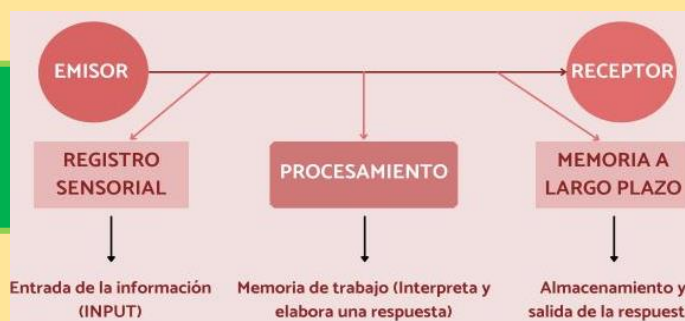 EMISOR
RECEPTOR
REGISTRO
SENSORIAL
PROCESAMIENTO
MEMORIA A
LARGO PLAZO
Entrada de la información
(INPUT)
Memoria de trabajo (Interpreta y
elabora una respuesta)
Almacenamiento y
salida de la respuest